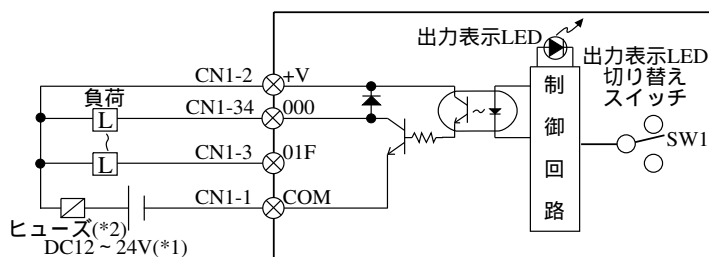 出力表示LED
出力表示LED
切り替え
スイッチ
CN1-2 +V
負荷
CN1-34 000
L
CN1-3 01F
L
CN1-1 COM
ヒューズ(*2)
DC12～24V(*1)
制御回路
SW1